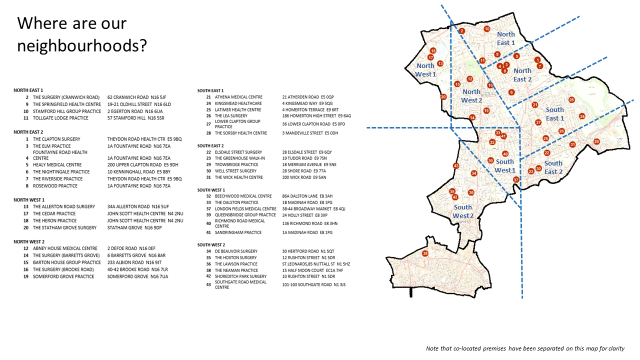 Where are our
neighbourhoods?
NORTH EAST 1
2 THE SURGERY (CRANWICH ROAD) 62 CRANWICH ROAD N16 5JF
9 THE SPRINGFIELD HEALTH CENTRE 19-21 OLDHILL STREET N16 6LD
10 STAMFORD HILL GROUP PRACTICE 2 EGERTON ROAD N16 6UA
11 TOLLGATE LODGE PRACTICE 57 STAMFORD HILL N16 5SR
NORTH EAST 2
1 THE CLAPTON SURGERY THEYDON ROAD HEALTH CTR E5 9BQ
3 THE ELM PRACTICE 1A FOUNTAYNE ROAD N16 7EA
FOUNTAYNE ROAD HEALTH
4 CENTRE 1A FOUNTAYNE ROAD N16 7EA
5 HEALY MEDICAL CENTRE 200 UPPER CLAPTON ROAD E5 9DH
6 THE NIGHTINGALE PRACTICE 10 KENNINGHALL ROAD E5 8BY
7 THE RIVERSIDE PRACTICE THEYDON ROAD HEALTH CTR E5 9BQ
8 ROSEWOOD PRACTICE 1A FOUNTAYNE ROAD N16 7EA
NORTH WEST 1
13 THE ALLERTON ROAD SURGERY 34A ALLERTON ROAD N16 5UF
17 THE CEDAR PRACTICE JOHN SCOTT HEALTH CENTRE N4 2NU
18 THE HERON PRACTICE JOHN SCOTT HEALTH CENTRE N4 2NU
20 THE STATHAM GROVE SURGERY STATHAM GROVE N16 9DP
NORTH WEST 2
12 ABNEY HOUSE MEDICAL CENTRE 2 DEFOE ROAD N16 0EF
14 THE SURGERY (BARRETTS GROVE) 6 BARRETTS GROVE N16 8AR
15 BARTON HOUSE GROUP PRACTICE 233 ALBION ROAD N16 9JT
16 THE SURGERY (BROOKE ROAD) 40-42 BROOKE ROAD N16 7LR
19 SOMERFORD GROVE PRACTICE SOMERFORD GROVE N16 7UA
SOUTH EAST 1
21 ATHENA MEDICAL CENTRE 21 ATHERDEN ROAD E5 0QP
24 KINGSMEAD HEALTHCARE 4 KINGSMEAD WAY E9 5QG
25 LATIMER HEALTH CENTRE 4 HOMERTON TERRACE E9 6RT
26 THE LEA SURGERY 186 HOMERTON HIGH STREET E9 6AG
LOWER CLAPTON GROUP
PRACTICE 36 LOWER CLAPTON ROAD E5 0PD
28 THE SORSBY HEALTH CENTRE 3 MANDEVILLE STREET E5 0DH
SOUTH EAST 2
22 ELSDALE STREET SURGERY 28 ELSDALE STREET E9 6QY
23 THE GREENHOUSE WALK-IN 19 TUDOR ROAD E9 7SN
29 TROWBRIDGE PRACTICE 18 MERRIAM AVENUE E9 5NE
30 WELL STREET SURGERY 28 SHORE ROAD E9 7TA
31 THE WICK HEALTH CENTRE 200 WICK ROAD E9 5AN
SOUTH WEST 1
32 BEECHWOOD MEDICAL CENTRE 86A DALSTON LANE E8 3AH
33 THE DALSTON PRACTICE 1B MADINAH ROAD E8 1PG
37 LONDON FIELDS MEDICAL CENTRE 38-44 BROADWAY MARKET E8 4QJ
39 QUEENSBRIDGE GROUP PRACTICE 24 HOLLY STREET E8 3XP
40 RICHMOND ROAD MEDICAL
CENTRE 136 RICHMOND ROAD E8 3HN
41 SANDRINGHAM PRACTICE 1A MADINAH ROAD E8 1PG
SOUTH WEST 2
34 DE BEAUVOIR SURGERY 30 HERTFORD ROAD N1 5QT
35 THE HOXTON SURGERY 12 RUSHTON STREET N1 5DR
36 THE LAWSON PRACTICE ST.LEONARDS,85 NUTTALL ST N1 5HZ
38 THE NEAMAN PRACTICE 15 HALF MOON COURT EC1A 7HF
42 SHOREDITCH PARK SURGERY 10 RUSHTON STREET N1 5DR
43 SOUTHGATE ROAD MEDICAL
CENTRE 101-103 SOUTHGATE ROAD N1 3JS
North
East 1
North
West 1
North
East 2
North
West 2
South
East 1
South
West 1
South
East 2
South
West 2
Note that co-located premises have been separated on this map for clarity